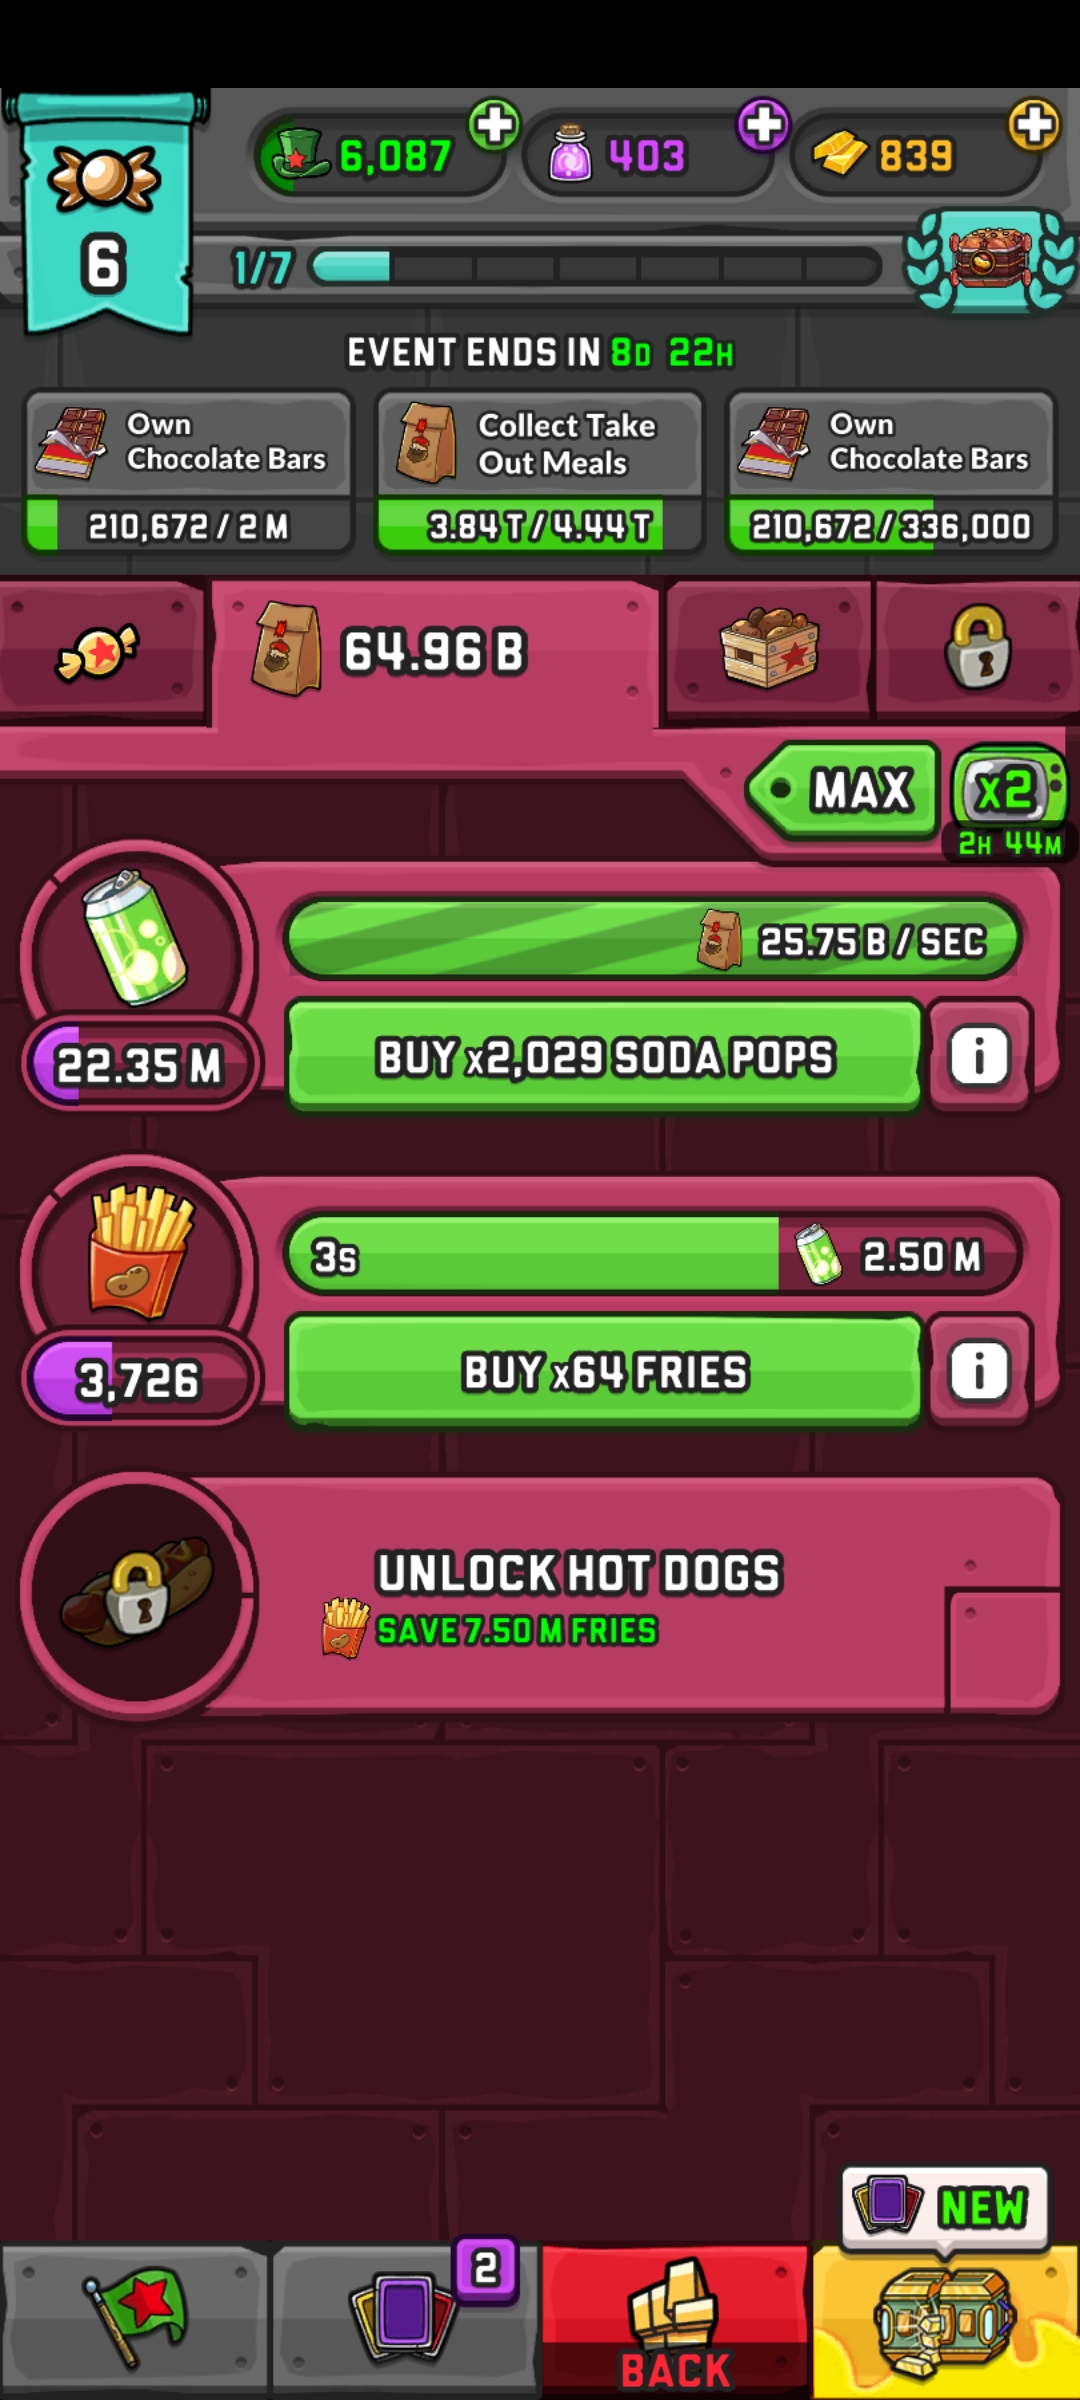 6,087
403
839
6
1/7
EVENT ENDS IN 8D 22H
Own
Chocolate Bars
210,672 / 2 M
Collect Take
Out Meals
3.84 T / 4.44 T
Own
Chocolate Bars
210,672 / 336,000
64.96 B
MAX
x2
2H 44M
25.75 B / SEC
22.35 M
BUY x2,029 SODA POPS
i
3s
2.50 M
3,726
BUY x64 FRIES
i
UNLOCK HOT DOGS
SAVE 7.50 M FRIES
NEW
2
BACK